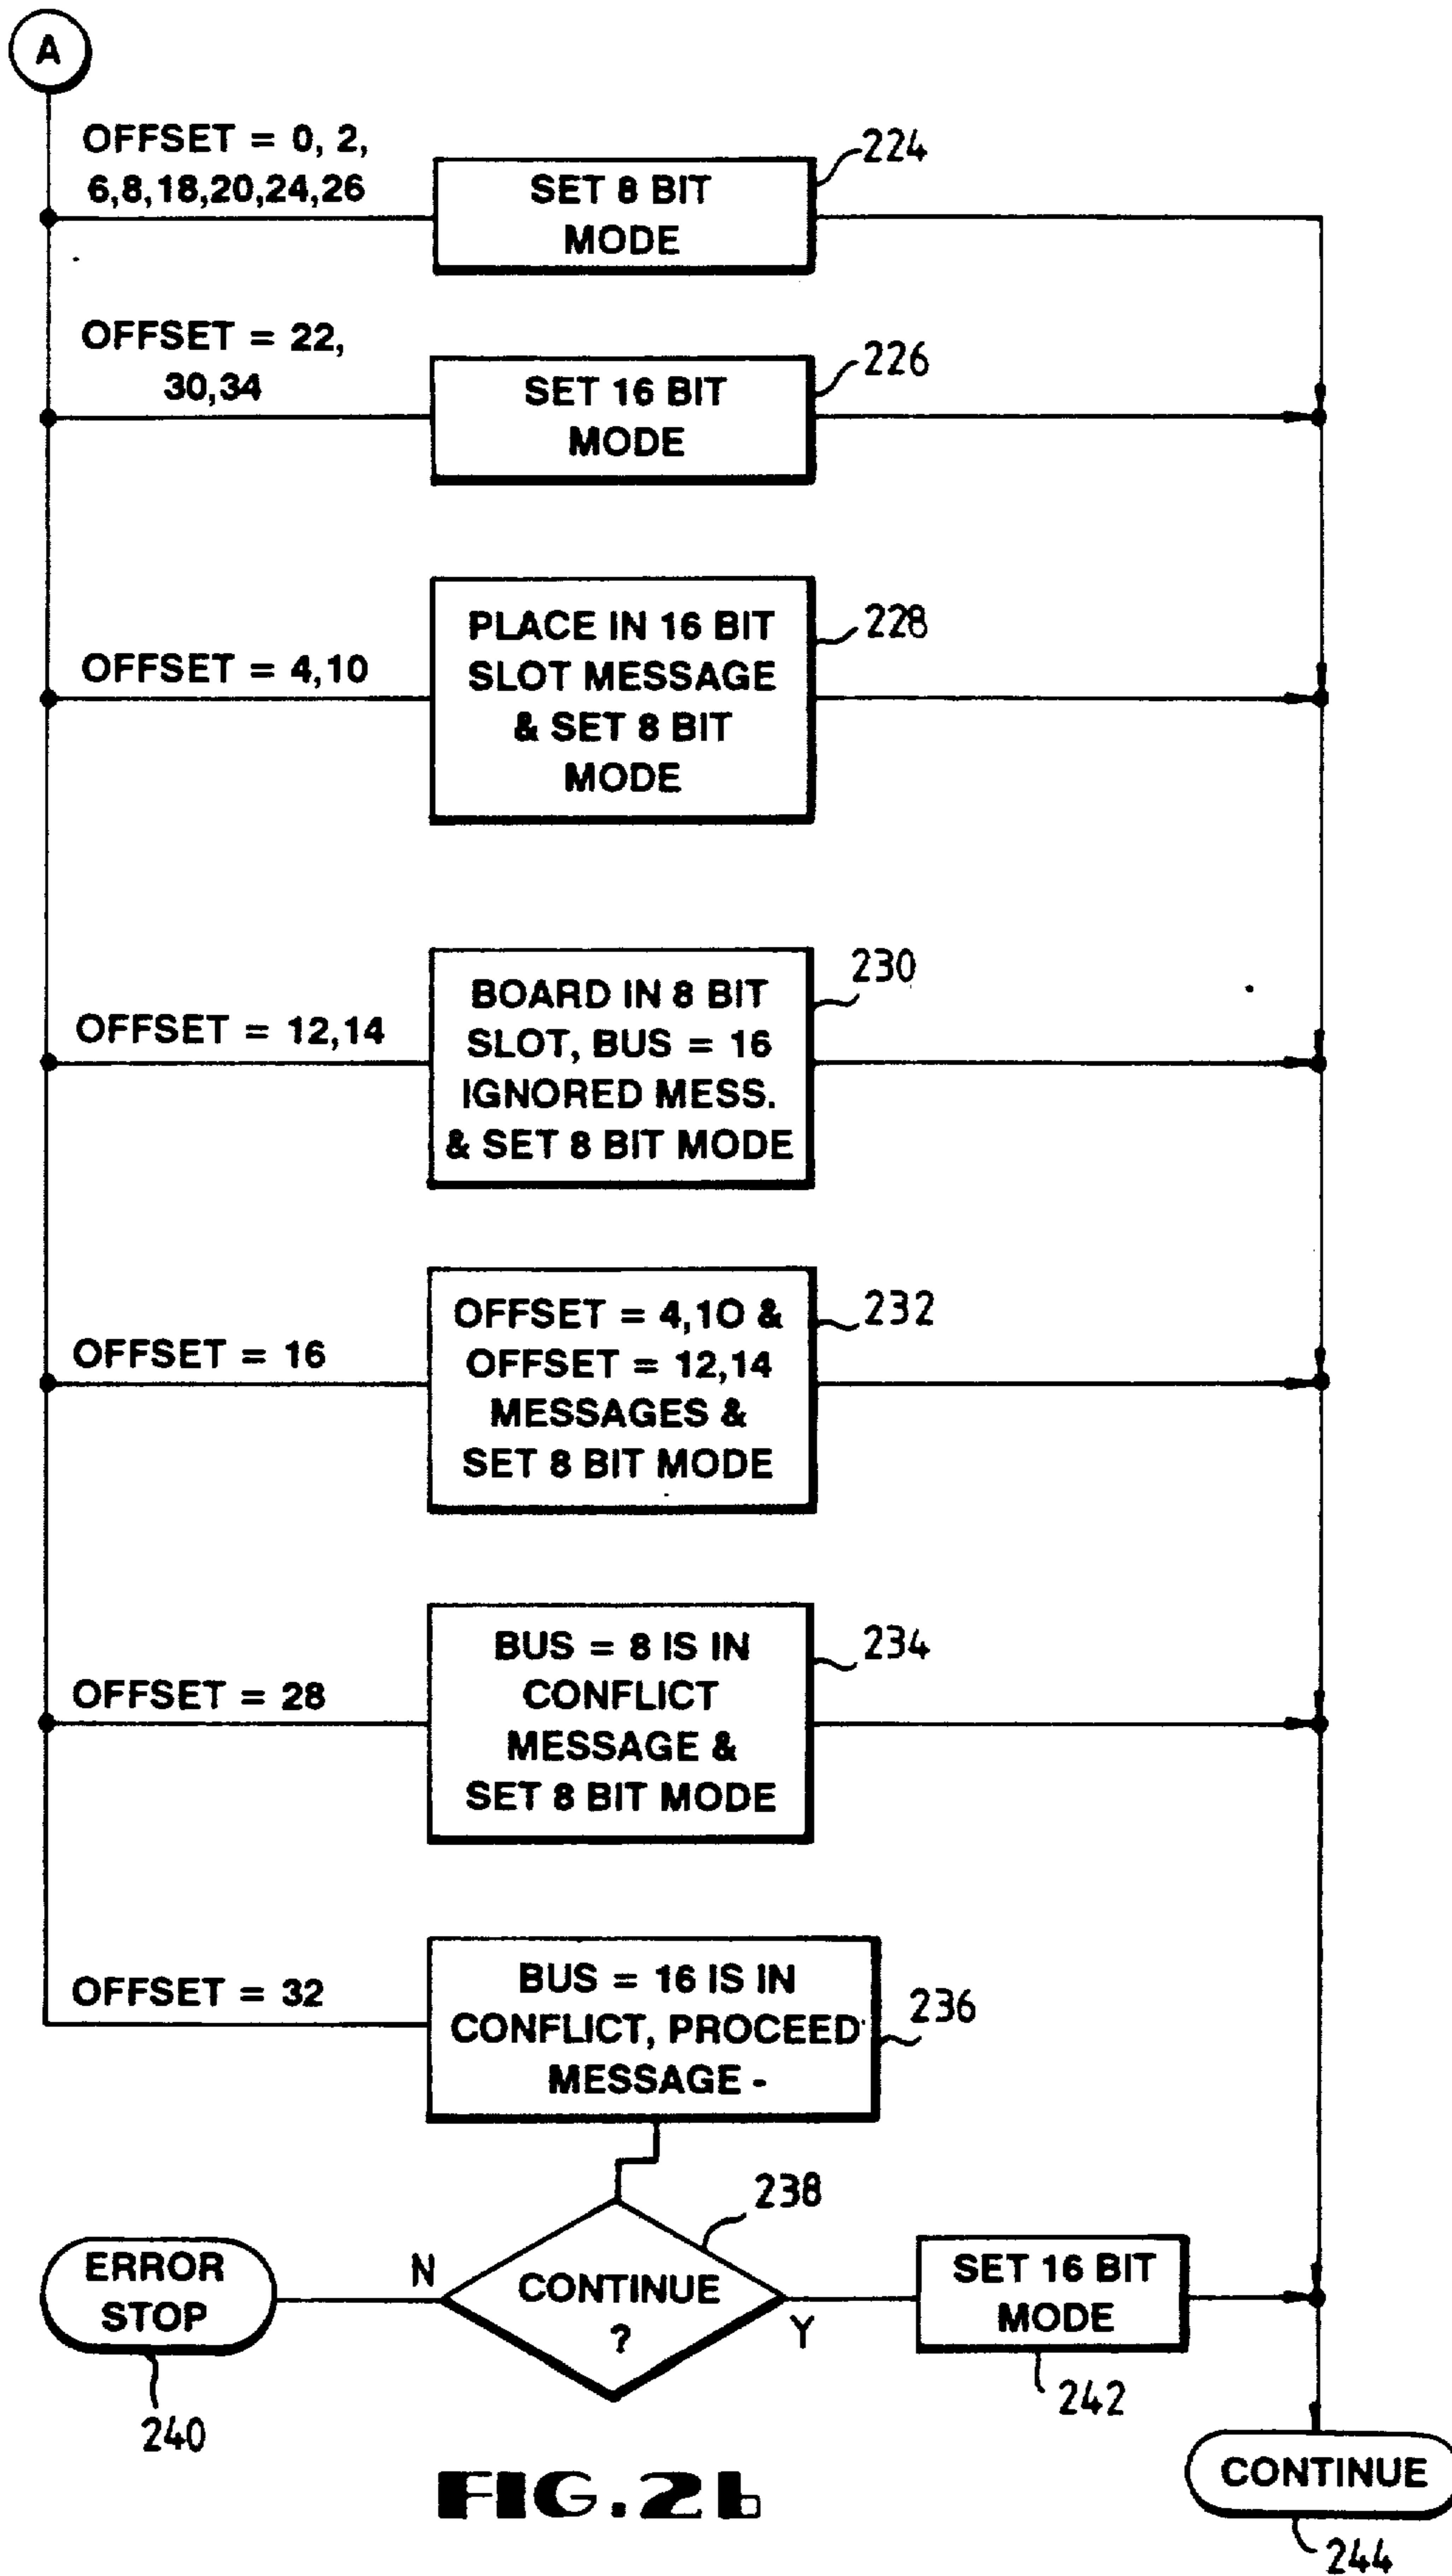 A
OFFSET = 0, 2,
6,8,18,20,24,26
SET 8 BIT
MODE
224
OFFSET = 22,
30,34
SET 16 BIT
MODE
226
OFFSET = 4,10
PLACE IN 16 BIT
SLOT MESSAGE
& SET 8 BIT
MODE
228
OFFSET = 12,14
BOARD IN 8 BIT
SLOT, BUS = 16
IGNORED MESS.
& SET 8 BIT MODE
230
OFFSET = 16
OFFSET = 4,10 &
OFFSET = 12,14
MESSAGES &
SET 8 BIT MODE
232
OFFSET = 28
BUS = 8 IS IN
CONFLICT
MESSAGE &
SET 8 BIT MODE
234
OFFSET = 32
BUS = 16 IS IN
CONFLICT, PROCEED
MESSAGE -
236
238
CONTINUE
?
N
Y
ERROR
STOP
240
SET 16 BIT
MODE
242
CONTINUE
244
FIG.2b